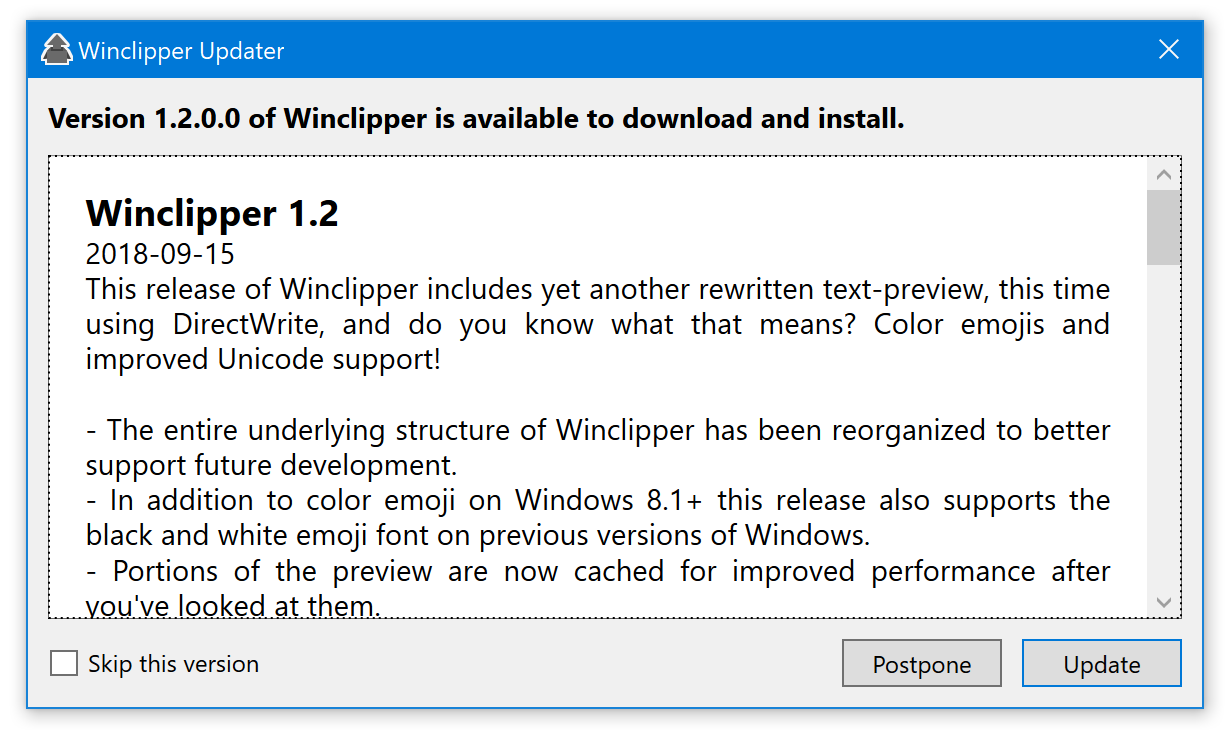 Winclipper Updater
Version 1.2.0.0 of Winclipper is available to download and install.
Winclipper 1.2
2018-09-15
This release of Winclipper includes yet another rewritten text-preview, this time
using DirectWrite, and do you know what that means? Color emojis and
improved Unicode support!
- The entire underlying structure of Winclipper has been reorganized to better
support future development.
- In addition to color emoji on Windows 8.1+ this release also supports the
black and white emoji font on previous versions of Windows.
- Portions of the preview are now cached for improved performance after
you've looked at them.
Skip this version
Postpone
Update